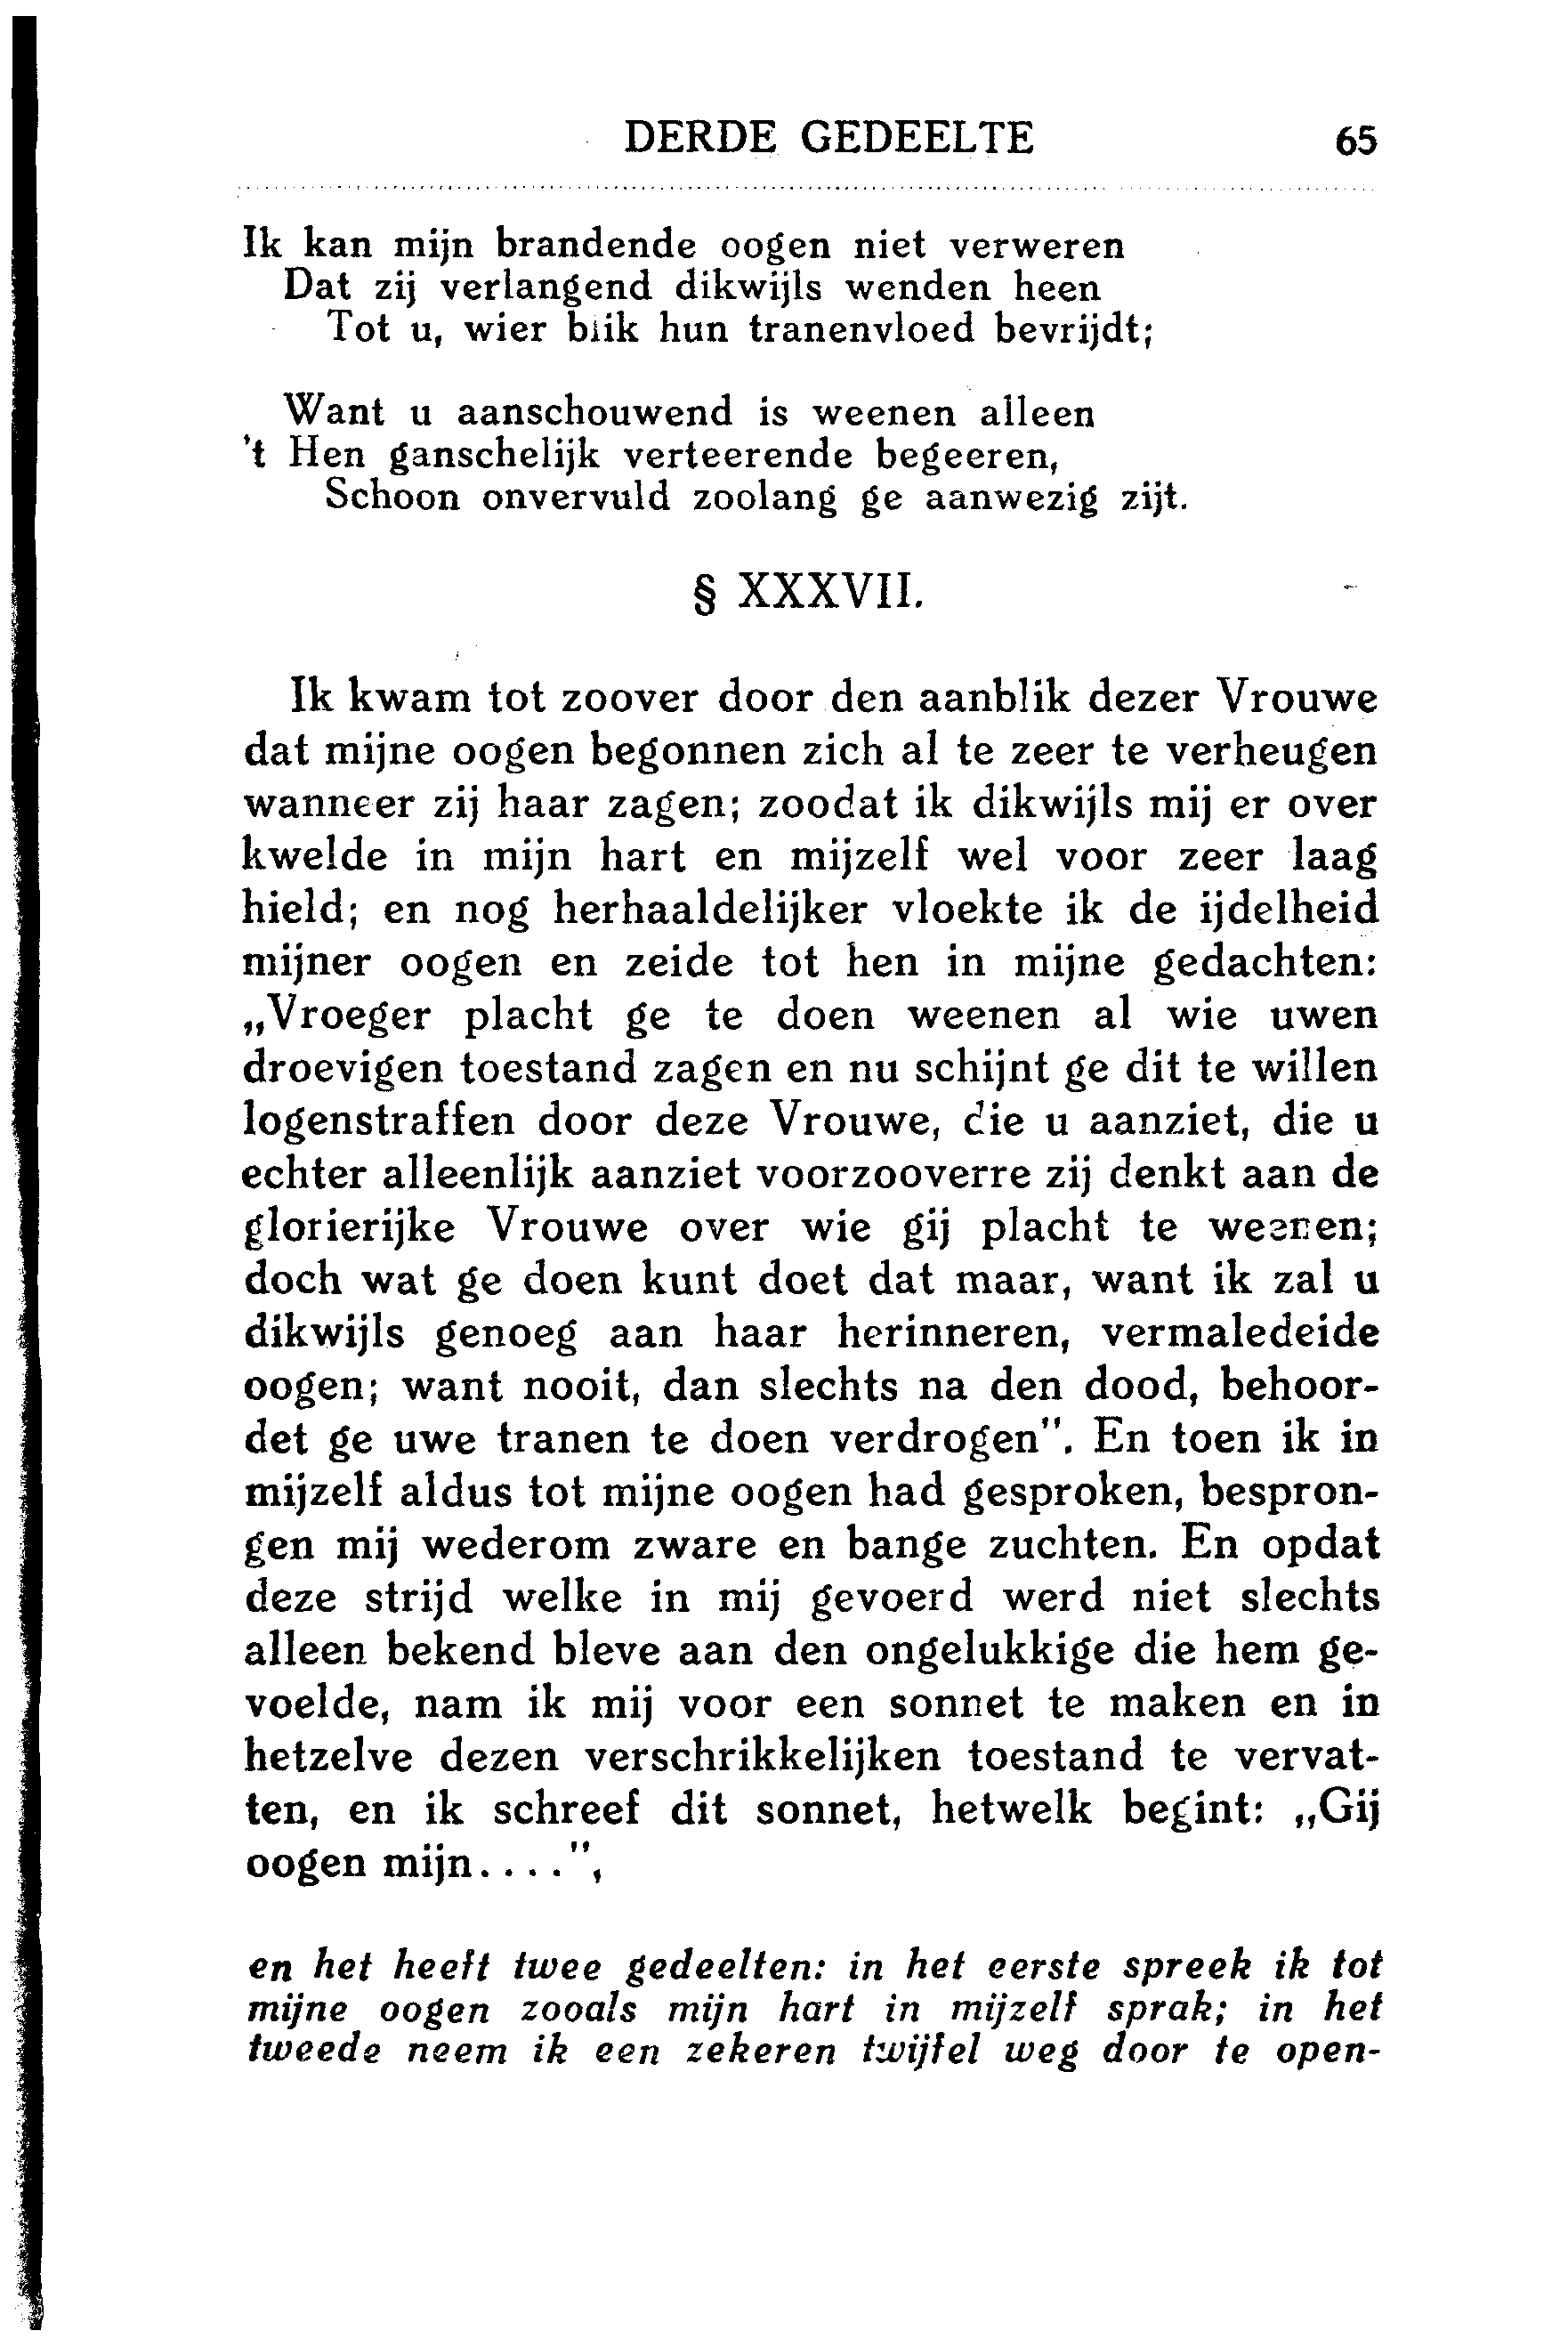 DERDE GEDEELTE 65
Ik kan mijn brandende oogen niet verweren
Dat zij verlangend dikwijls wenden heen
Tot u, wier blik hun tranenvloed bevrijdt;
Want u aanschouwend is weenen alleen
't Hen ganschelijk verteerende begeeren,
Schoon onvervuld zoolang ge aanwezig zijt.
§ XXXVII.
Ik kwam tot zoover door den aanblik dezer Vrouwe
dat mijne oogen begonnen zich al te zeer te verheugen
wanneer zij haar zagen; zoodat ik dikwijls mij er over
kwelde in mijn hart en mijzelf wel voor zeer laag
hield; en nog herhaaldelijker vloekte ik de ijdelheid
mijner oogen en zeide tot hen in mijne gedachten:
„Vroeger placht ge te doen weenen al wie uwen
droevigen toestand zagen en nu schijnt ge dit te willen
logenstraffen door deze Vrouwe, die u aanziet, die u
echter alleenlijk aanziet voorzooverre zij denkt aan de
glorierijke Vrouwe over wie gij placht te weenen;
doch wat ge doen kunt doet dat maar, want ik zal u
dikwijls genoeg aan haar herinneren, vermaledeide
oogen; want nooit, dan slechts na den dood, behoor-
det ge uwe tranen te doen verdrogen". En toen ik in
mijzelf aldus tot mijne oogen had gesproken, bespron-
gen mij wederom zware en bange zuchten. En opdat
deze strijd welke in mij gevoerd werd niet slechts
alleen bekend bleve aan den ongelukkige die hem ge-
voelde, nam ik mij voor een sonnet te maken en in
hetzelve dezen verschrikkelijken toestand te vervat-
ten, en ik schreef dit sonnet, hetwelk begint: „Gij
oogen mijn....",
en het heeft twee gedeelten: in het eerste spreek ik tot
mijne oogen zooals mijn hart in mijzelf sprak; in het
tweede neem ik een zekeren twijfel weg door te open-